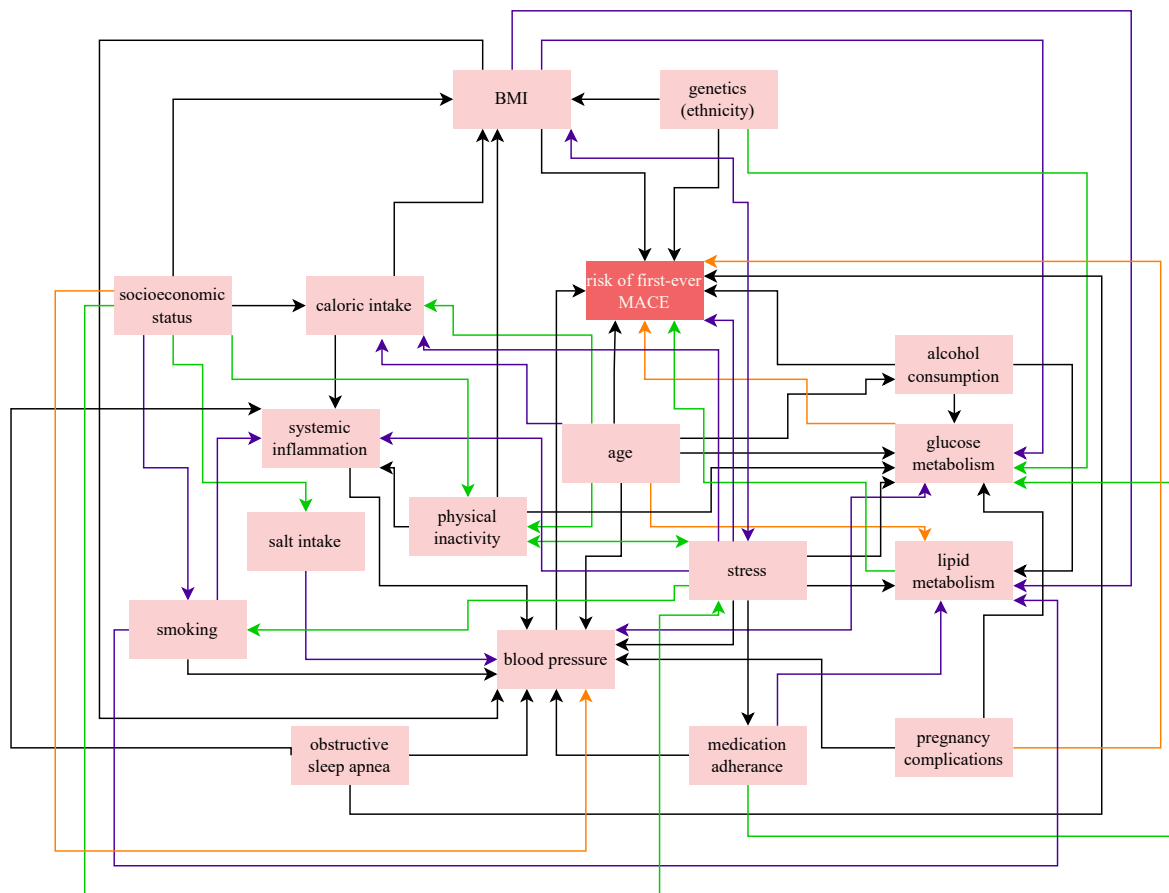 BMI
genetics
(ethnicity)
risk of first-ever
MACE
socioeconomic
status
caloric intake
alcohol
consumption
systemic
inflammation
age
glucose
metabolism
physical
inactivity
salt intake
stress
lipid
metabolism
smoking
blood pressure
obstructive
sleep apnea
medication
adherance
pregnancy
complications